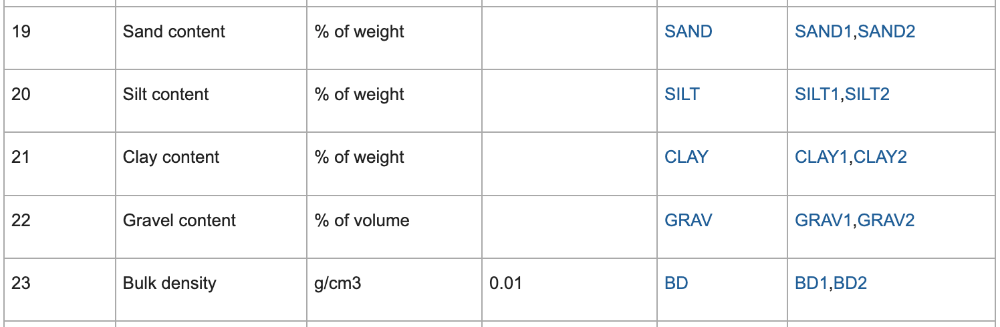 19 Sand content % of weight SAND SAND1,SAND2
20 Silt content % of weight SILT SILT1,SILT2
21 Clay content % of weight CLAY CLAY1,CLAY2
22 Gravel content % of volume GRAV GRAV1,GRAV2
23 Bulk density g/cm3 0.01 BD BD1,BD2